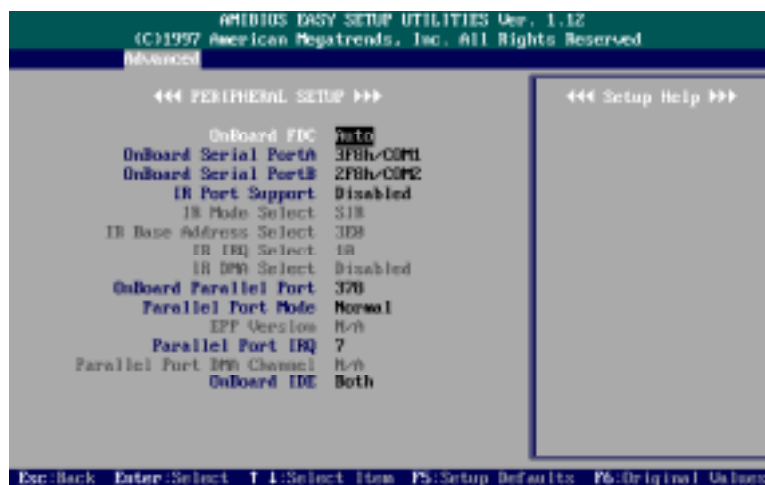 AMIBIOS EASY SETUP UTILITIES Ver. 1.12
(C)1997 American Megatrends, Inc. All Rights Reserved
Advanced
PERIPHERAL SETUP
Setup Help
OnBoard FDC Auto
OnBoard Serial PortA 3F8h/COM1
OnBoard Serial PortB 2F8h/COM2
IR Port Support Disabled
IR Mode Select SIR
IR Base Address Select 3E0
IR IRQ Select 10
IR DMA Select Disabled
OnBoard Parallel Port 378
Parallel Port Mode Normal
EPP Version N/A
Parallel Port IRQ 7
Parallel Port DMA Channel N/A
OnBoard IDE Both
Esc:Back Enter:Select ↑↓:Select Item F5:Setup Defaults F6:Original Values